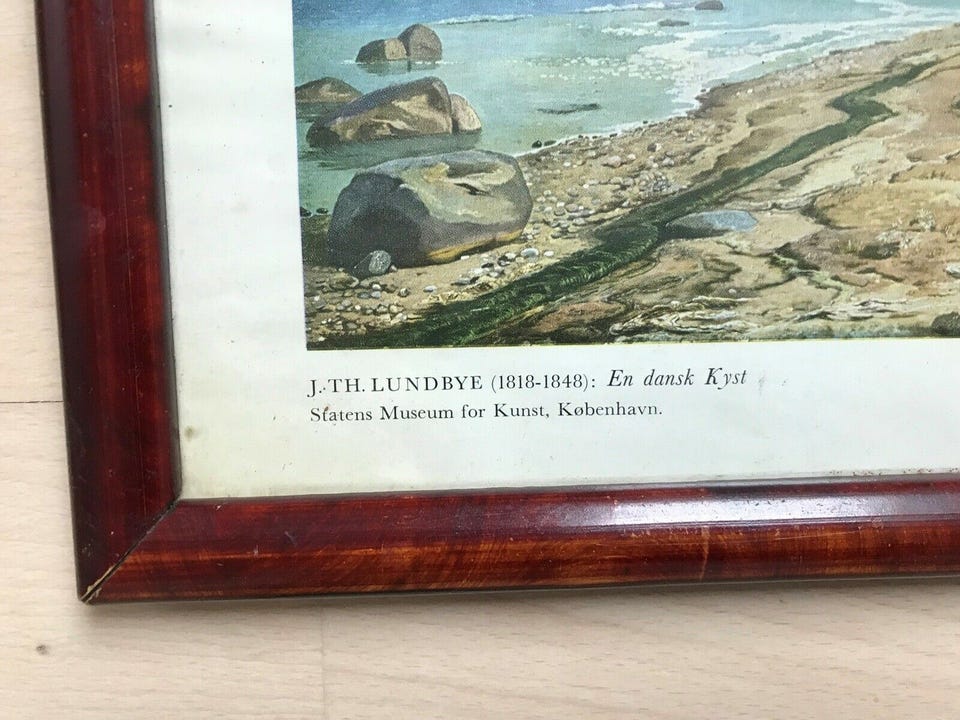 J. TH. LUNDBYE (1818-1848): En dansk Kyst
Statens Museum for Kunst, København.